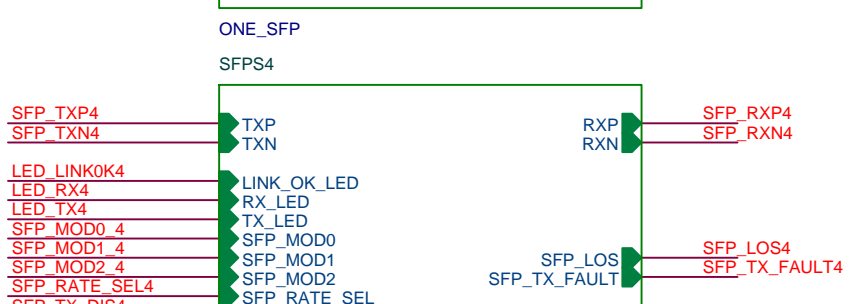 ONE_SFP
SFPS4
SFP_TXP4 TXP RXP SFP_RXP4
SFP_TXN4 TXN RXN SFP_RXN4
LED_LINK0K4 LINK_OK_LED
LED_RX4 RX_LED
LED_TX4 TX_LED
SFP_MOD0_4 SFP_MOD0
SFP_MOD1_4 SFP_MOD1 SFP_LOS SFP_LOS4
SFP_MOD2_4 SFP_MOD2 SFP_TX_FAULT SFP_TX_FAULT4
SFP_RATE_SEL4 SFP_RATE_SEL
SFP_TX_DIS4